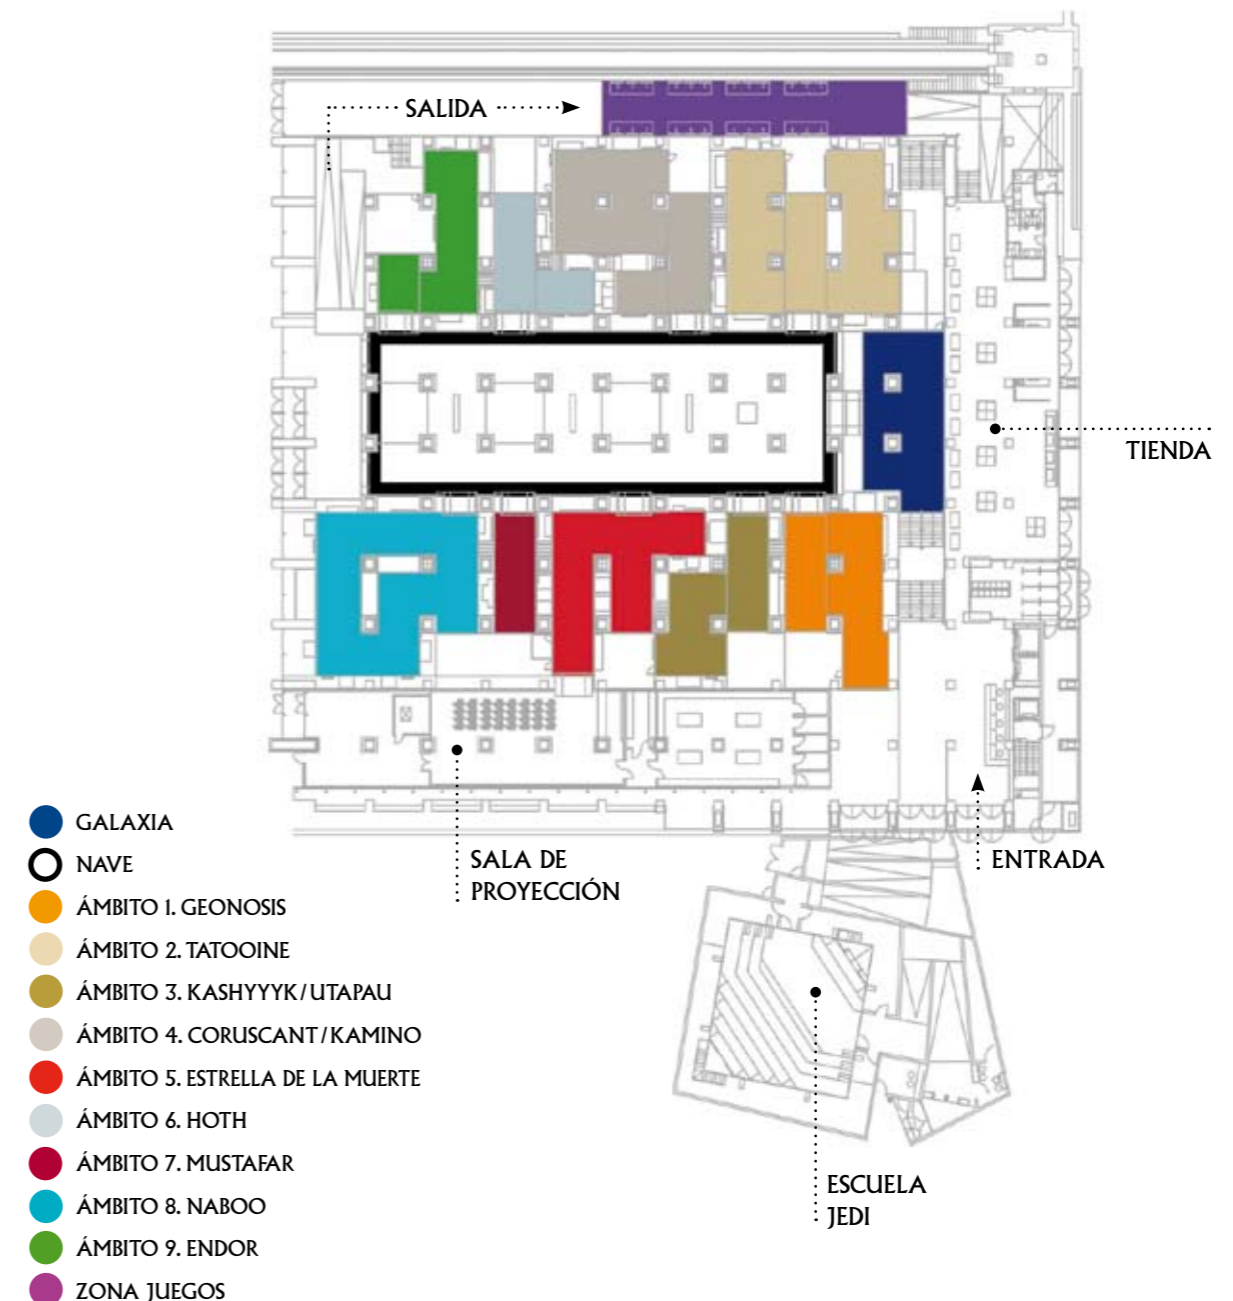 SALIDA
TIENDA
SALA DE
PROYECCIÓN
ENTRADA
ESCUELA
JEDI
GALAXIA
NAVE
ÁMBITO 1. GEONOSIS
ÁMBITO 2. TATOOINE
ÁMBITO 3. KASHYYYK/UTAPAU
ÁMBITO 4. CORUSCANT/KAMINO
ÁMBITO 5. ESTRELLA DE LA MUERTE
ÁMBITO 6. HOTH
ÁMBITO 7. MUSTAFAR
ÁMBITO 8. NABOO
ÁMBITO 9. ENDOR
ZONA JUEGOS